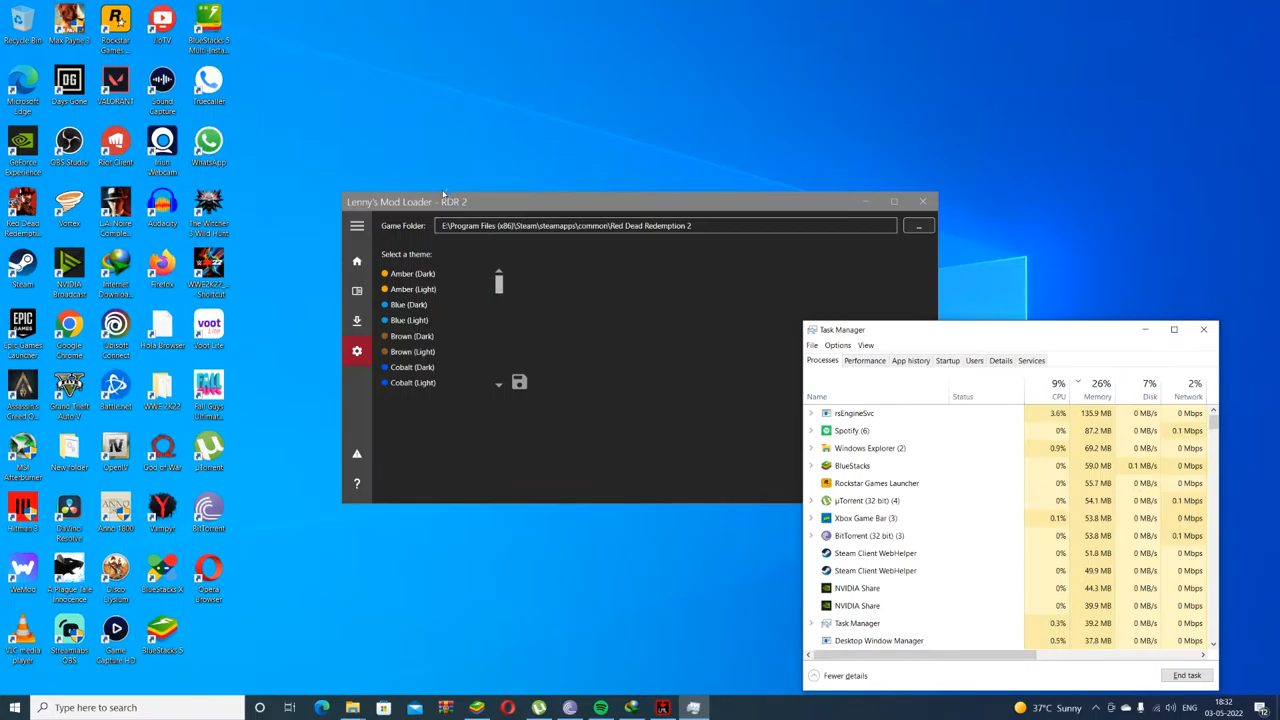 Recycle Bin
Max Payne 3
Rockstar Games ...
JioTV
BlueStacks 5 Multi-Insta...
Microsoft Edge
Days Gone
VALORANT
Sound Capture
Truecaller
GeForce Experience
OBS Studio
Riot Client
Iriun Webcam
WhatsApp
Red Dead Redempti...
Vortex
L.A. Noire Comple...
Audacity
The Witcher 3 Wild Hunt
Steam
NVIDIA Broadcast
Internet Downloa...
Firefox
WWE2K22_... - Shortcut
Epic Games Launcher
Google Chrome
Ubisoft Connect
Hola Browser
Voot Lite
Assassin's Creed O...
Grand Theft Auto V
Battle.net
WWE 2K22
Fall Guys Ultimat...
MSI Afterburner
New folder
OpenIV
God of War
µTorrent
Hitman 3
DaVinci Resolve
Anno 1800
Vampyr
BitTorrent
WeMod
A Plague Tale Innocence
Disco Elysium
BlueStacks X
Opera Browser
VLC media player
Streamlabs OBS
Game Capture HD
BlueStacks 5
Lenny's Mod Loader - RDR 2
Game Folder: E:\Program Files (x86)\Steam\steamapps\common\Red Dead Redemption 2 ...
Select a theme:
Amber (Dark)
Amber (Light)
Blue (Dark)
Blue (Light)
Brown (Dark)
Brown (Light)
Cobalt (Dark)
Cobalt (Light)
?
Task Manager
File Options View
Processes Performance App history Startup Users Details Services
9% 26% 7% 2%
Name Status CPU Memory Disk Network
rsEngineSvc 3.6% 135.9 MB 0 MB/s 0 Mbps
Spotify (6) 0% 87.2 MB 0 MB/s 0.1 Mbps
Windows Explorer (2) 0.9% 69.2 MB 0 MB/s 0 Mbps
BlueStacks 0% 59.0 MB 0.1 MB/s 0 Mbps
Rockstar Games Launcher 0% 55.7 MB 0 MB/s 0 Mbps
µTorrent (32 bit) (4) 0% 54.1 MB 0 MB/s 0.1 Mbps
Xbox Game Bar (3) 0.1% 53.8 MB 0 MB/s 0 Mbps
BitTorrent (32 bit) (3) 0% 53.8 MB 0 MB/s 0.1 Mbps
Steam Client WebHelper 0% 51.8 MB 0 MB/s 0 Mbps
Steam Client WebHelper 0% 49.9 MB 0 MB/s 0 Mbps
NVIDIA Share 0% 44.3 MB 0 MB/s 0 Mbps
NVIDIA Share 0% 39.9 MB 0 MB/s 0 Mbps
Task Manager 0.3% 39.2 MB 0 MB/s 0 Mbps
Desktop Window Manager 0.5% 37.8 MB 0 MB/s 0 Mbps
Fewer details End task
Type here to search
37°C Sunny
18:32
03-05-2022
12